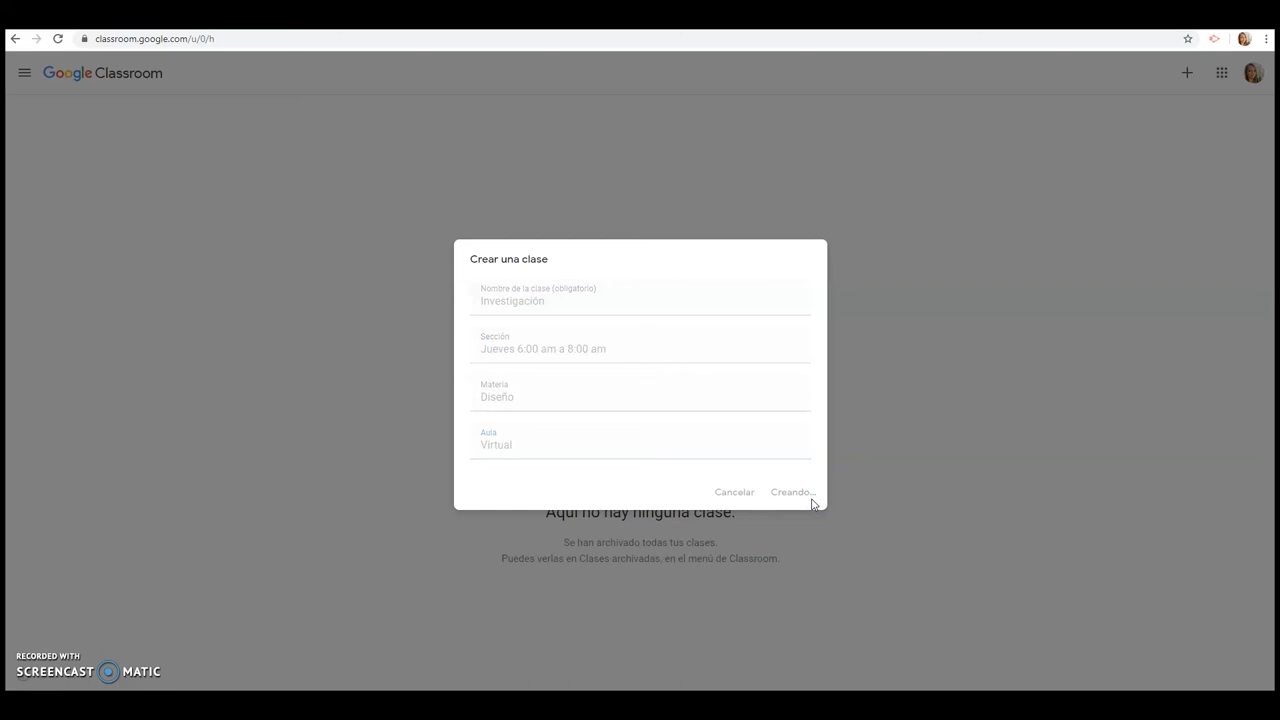 classroom.google.com/u/0/h
Google Classroom
Crear una clase
Nombre de la clase (obligatorio)
Investigación
Sección
Jueves 6:00 am a 8:00 am
Materia
Diseño
Aula
Virtual
Cancelar Creando...
Aquí no hay ninguna clase.
Se han archivado todas tus clases.
Puedes verlas en Clases archivadas, en el menú de Classroom.
RECORDED WITH
SCREENCAST MATIC